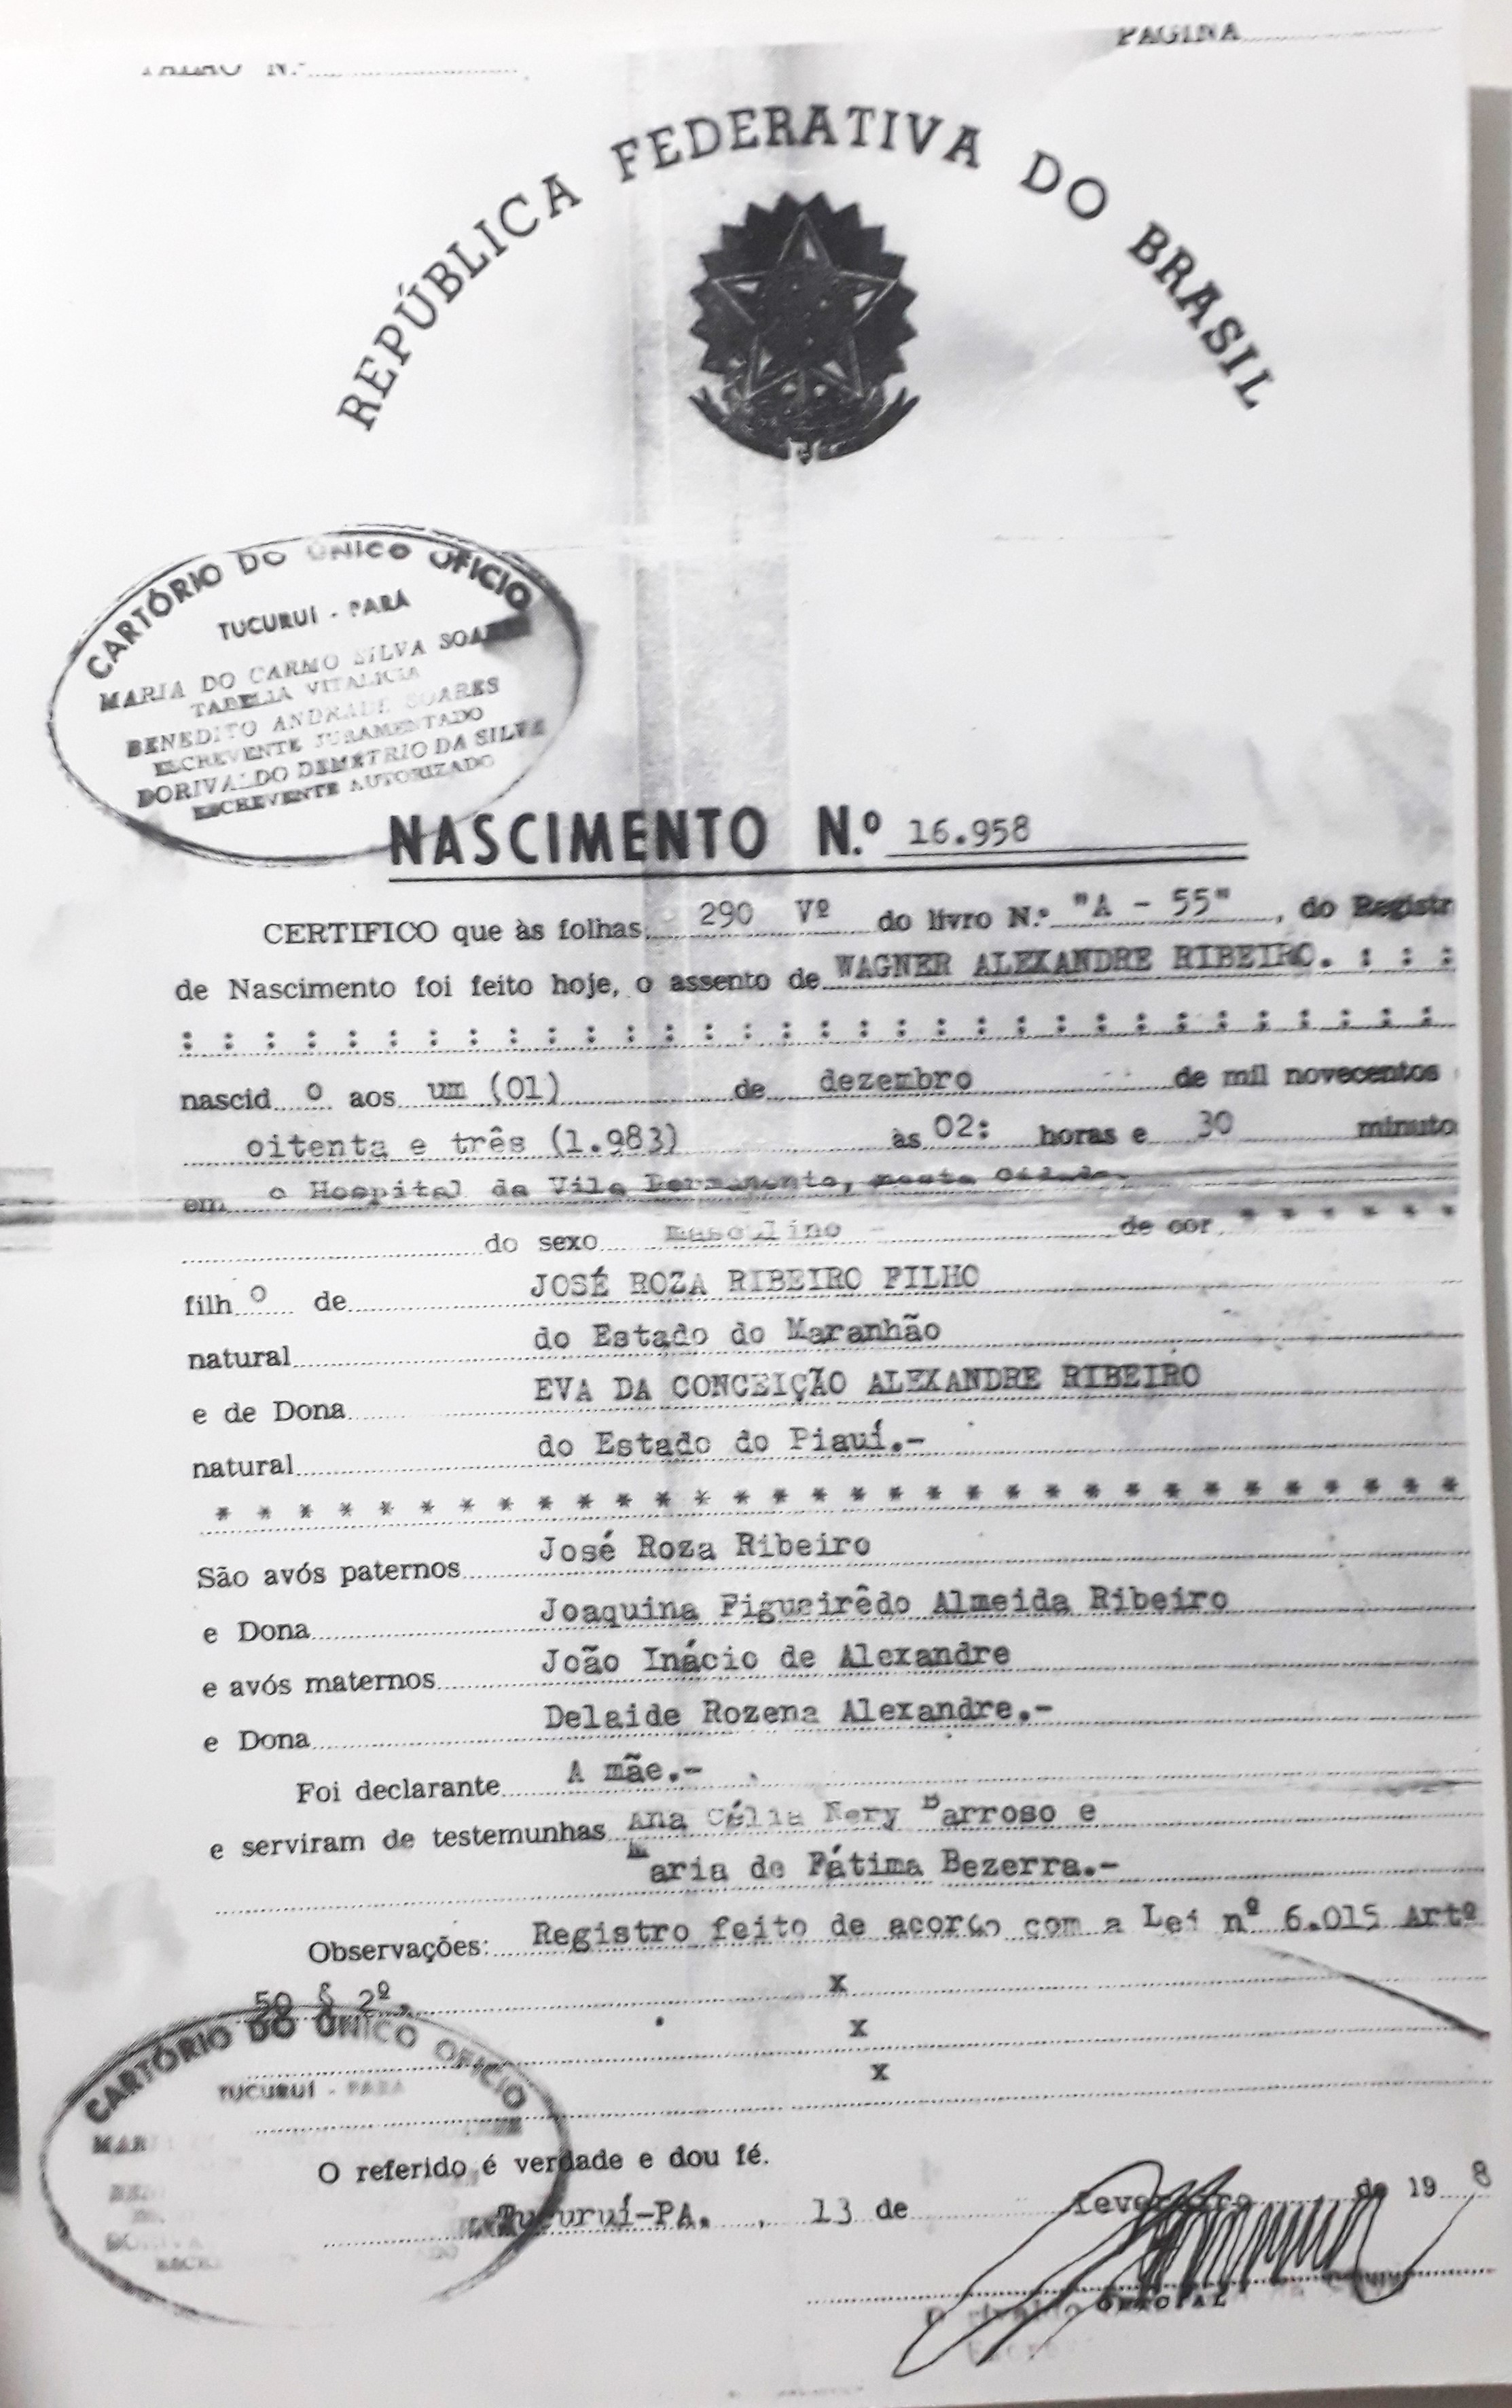 PÁGINA
REPÚBLICA FEDERATIVA DO BRASIL
CARTÓRIO DO ÚNICO OFICIO
TUCURUÍ - PARÁ
MARIA DO CARMO SILVA SOARES
TABELIA VITALICIA
BENEDITO ANDRADE SOARES
ESCREVENTE JURAMENTADO
DORIVALDO DEMETRIO DA SILVA
ESCREVENTE AUTORIZADO
NASCIMENTO N.º 16.958
CERTIFICO que às folhas 290 Vº do livro N.º "A - 55", do Registr
de Nascimento foi feito hoje, o assento de WAGNER ALEXANDRE RIBEIRO. : : :
: : : : : : : : : : : : : : : : : : : : : : : : : : : : : : : :
nascid o aos um (01) de dezembro de mil novecentos
oitenta e três (1.983) às 02: horas e 30 minuto
em o Hospital da Vila Permanente, nesta Cidade.
do sexo masculino - de cor * * * * * *
filh o de JOSÉ ROZA RIBEIRO FILHO
natural do Estado do Maranhão
e de Dona EVA DA CONCEIÇÃO ALEXANDRE RIBEIRO
natural do Estado do Piauí.-
* * * * * * * * * * * * * * * * * * * * * * * * * * * * * * * *
São avós paternos José Roza Ribeiro
e Dona Joaquina Figueirêdo Almeida Ribeiro
e avós maternos João Inácio de Alexandre
e Dona Delaide Rozena Alexandre.-
Foi declarante A mãe.-
e serviram de testemunhas Ana Célia Nery Barroso e
Maria de Fátima Bezerra.-
Observações: Registro feito de acordo com a Lei nº 6.015 Artº
50 § 2º.
x
x
x
CARTÓRIO DO ÚNICO OFICIO
TUCURUÍ - PARÁ
O referido é verdade e dou fé.
Tucuruí-PA. , 13 de fevereiro de 19 8
OFICIAL